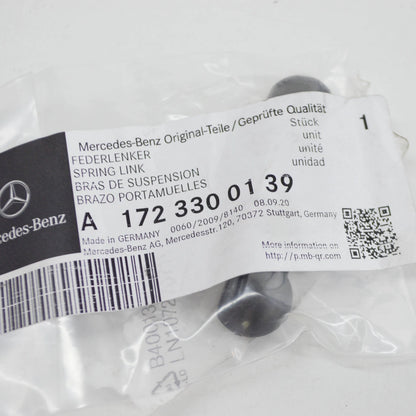 Mercedes-Benz Original-Teile/Geprüfte Qualität
FEDERLENKER
SPRING LINK
BRAS DE SUSPENSION
BRAZO PORTAMUELLES
Stück
unit
unité
unidad
1
A 172 330 01 39
Made in GERMANY 0060/2009/8140 08.09.20
Mercedes-Benz AG, Mercedesstr.120, 70372 Stuttgart, Germany
More information on
http://p.mb-qr.com/
rcedes-Benz